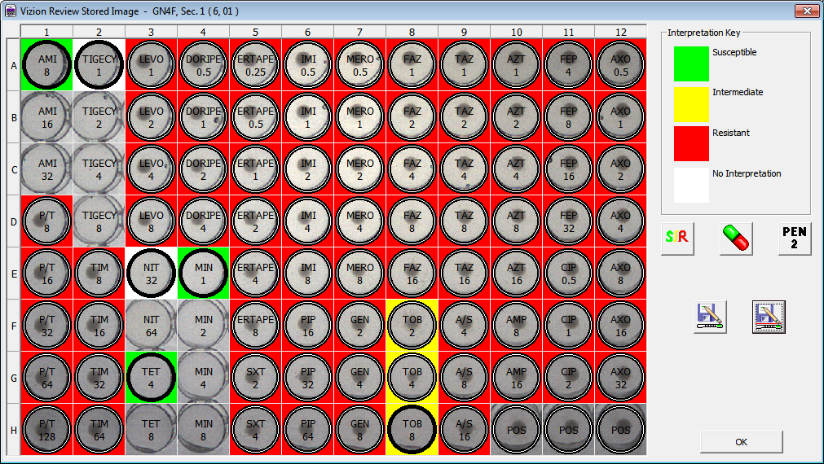 Vizion Review Stored Image - GN4F, Sec. 1 ( 6, 01 )
1 2 3 4 5 6 7 8 9 10 11 12
A
AMI TIGECY LEVO DORIPE ERTAPE IMI MERO FAZ TAZ AZT FEP AXO
8 1 1 0.5 0.25 0.5 0.5 1 1 1 4 0.5
B
AMI TIGECY LEVO DORIPE ERTAPE IMI MERO FAZ TAZ AZT FEP AXO
16 2 2 1 0.5 1 1 2 2 2 8 1
C
AMI TIGECY LEVO DORIPE ERTAPE IMI MERO FAZ TAZ AZT FEP AXO
32 4 4 2 1 2 2 4 4 4 16 2
D
P/T TIGECY LEVO DORIPE ERTAPE IMI MERO FAZ TAZ AZT FEP AXO
8 8 8 4 2 4 4 8 8 8 32 4
E
P/T TIM NIT MIN ERTAPE IMI MERO FAZ TAZ AZT CIP AXO
16 8 32 1 4 8 8 16 16 16 0.5 8
F
P/T TIM NIT MIN ERTAPE PIP GEN TOB A/S AMP CIP AXO
32 16 64 2 8 16 2 2 4 8 1 16
G
P/T TIM TET MIN SXT PIP GEN TOB A/S AMP CIP AXO
64 32 4 4 2 32 4 4 8 16 2 32
H
P/T TIM TET MIN SXT PIP GEN TOB A/S POS POS POS
128 64 8 8 4 64 8 8 16
Interpretation Key
Susceptible
Intermediate
Resistant
No Interpretation
SIR
PEN
2
OK